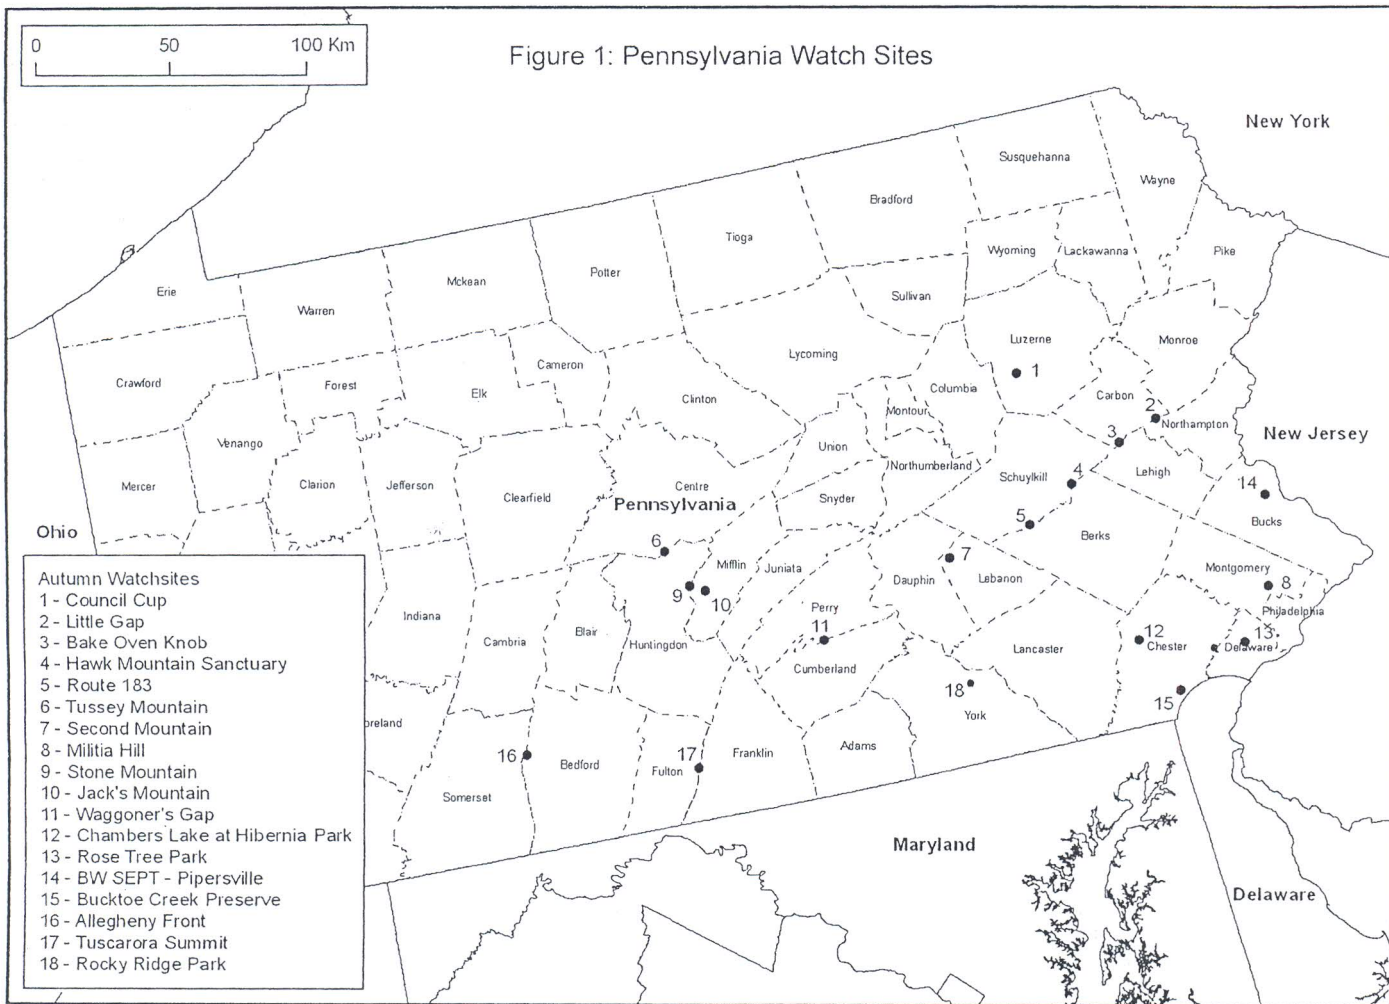 0 50 100 Km
Figure 1: Pennsylvania Watch Sites
New York
Susquehanna
Wayne
Bradford
Tioga
Wyoming
Lackawanna
Pike
Potter
Mckean
Erie
Warren
Sullivan
Luzerne
Monroe
Lycoming
Cameron
1
Crawford
Forest
Elk
Clinton
Columbia
Carbon
Montour
2
Northampton
Venango
Union
3
New Jersey
Northumberland
Lehigh
Mercer
Clarion
Jefferson
Clearfield
Centre
Snyder
Schuylkill
4
14
Pennsylvania
Bucks
Ohio
5
Berks
6
Mifflin
Juniata
7
Dauphin
Lebanon
Montgomery
9
10
8
Indiana
Perry
Philadelphia
Cambria
Blair
Huntingdon
11
12
Chester
13
Delaware
Lancaster
Cumberland
18
York
15
oreland
16
Bedford
Fulton
17
Franklin
Adams
Somerset
Maryland
Delaware
Autumn Watchsites
1 - Council Cup
2 - Little Gap
3 - Bake Oven Knob
4 - Hawk Mountain Sanctuary
5 - Route 183
6 - Tussey Mountain
7 - Second Mountain
8 - Militia Hill
9 - Stone Mountain
10 - Jack's Mountain
11 - Waggoner's Gap
12 - Chambers Lake at Hibernia Park
13 - Rose Tree Park
14 - BW SEPT - Pipersville
15 - Bucktoe Creek Preserve
16 - Allegheny Front
17 - Tuscarora Summit
18 - Rocky Ridge Park